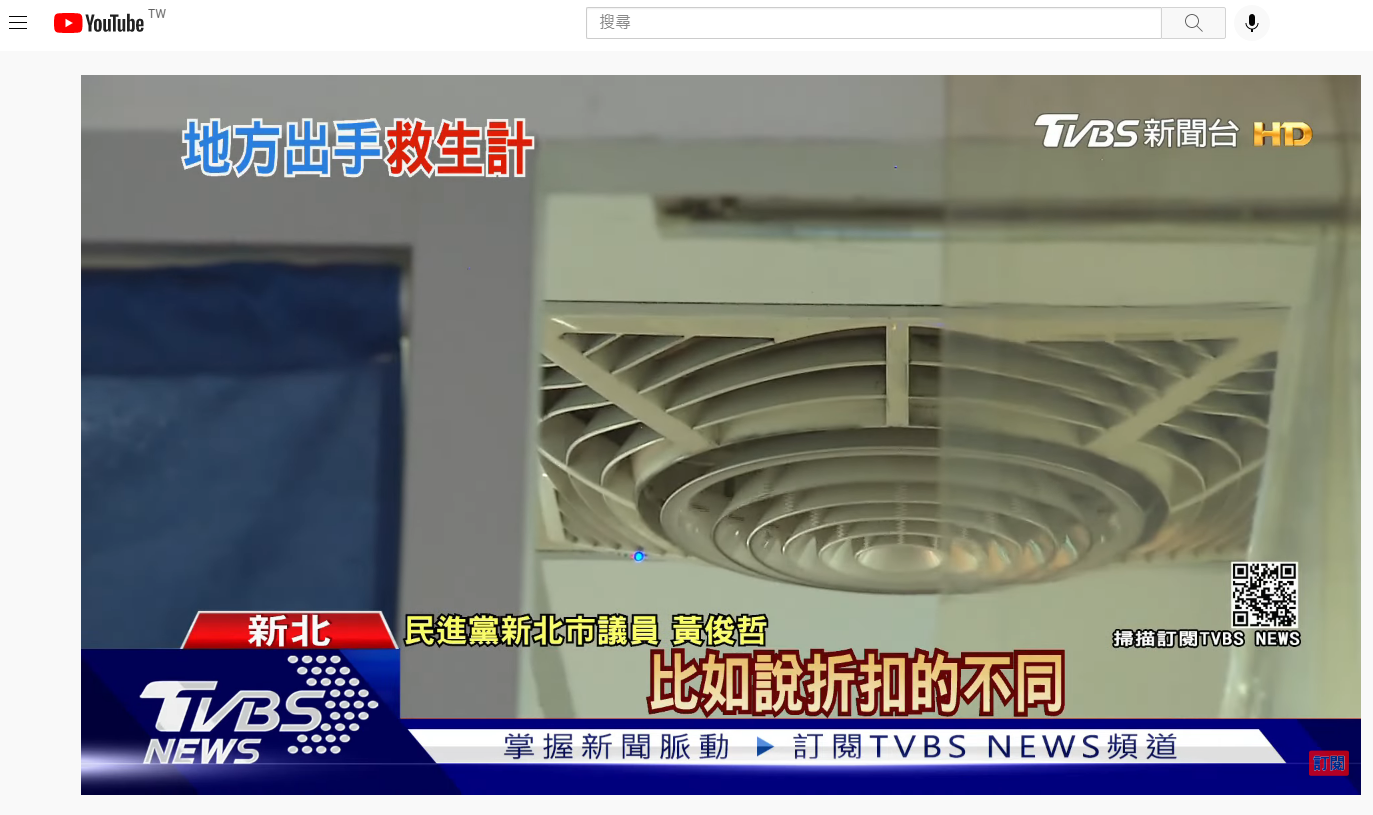 YouTube TW
搜尋
地方出手救生計
TVBS新聞台 HD
新北
民進黨新北市議員 黃俊哲
掃描訂閱TVBS NEWS
比如說折扣的不同
TVBS
NEWS
掌握新聞脈動 ▶ 訂閱TVBS NEWS頻道
訂閱